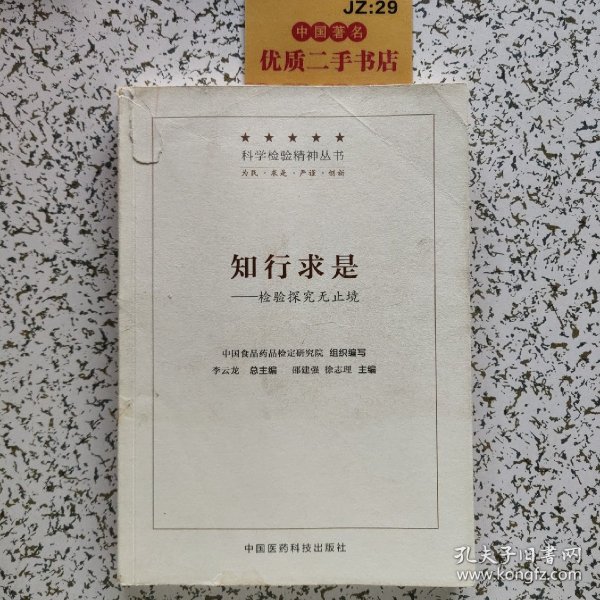 JZ:29
中国著名
优质二手书店
★★★★★
科学检验精神丛书
为民·求是·严谨·创新
知行求是
——检验探究无止境
中国食品药品检定研究院 组织编写
李云龙 总主编 邵建强 徐志理 主编
中国医药科技出版社
孔夫子旧书网
www.kongfz.com